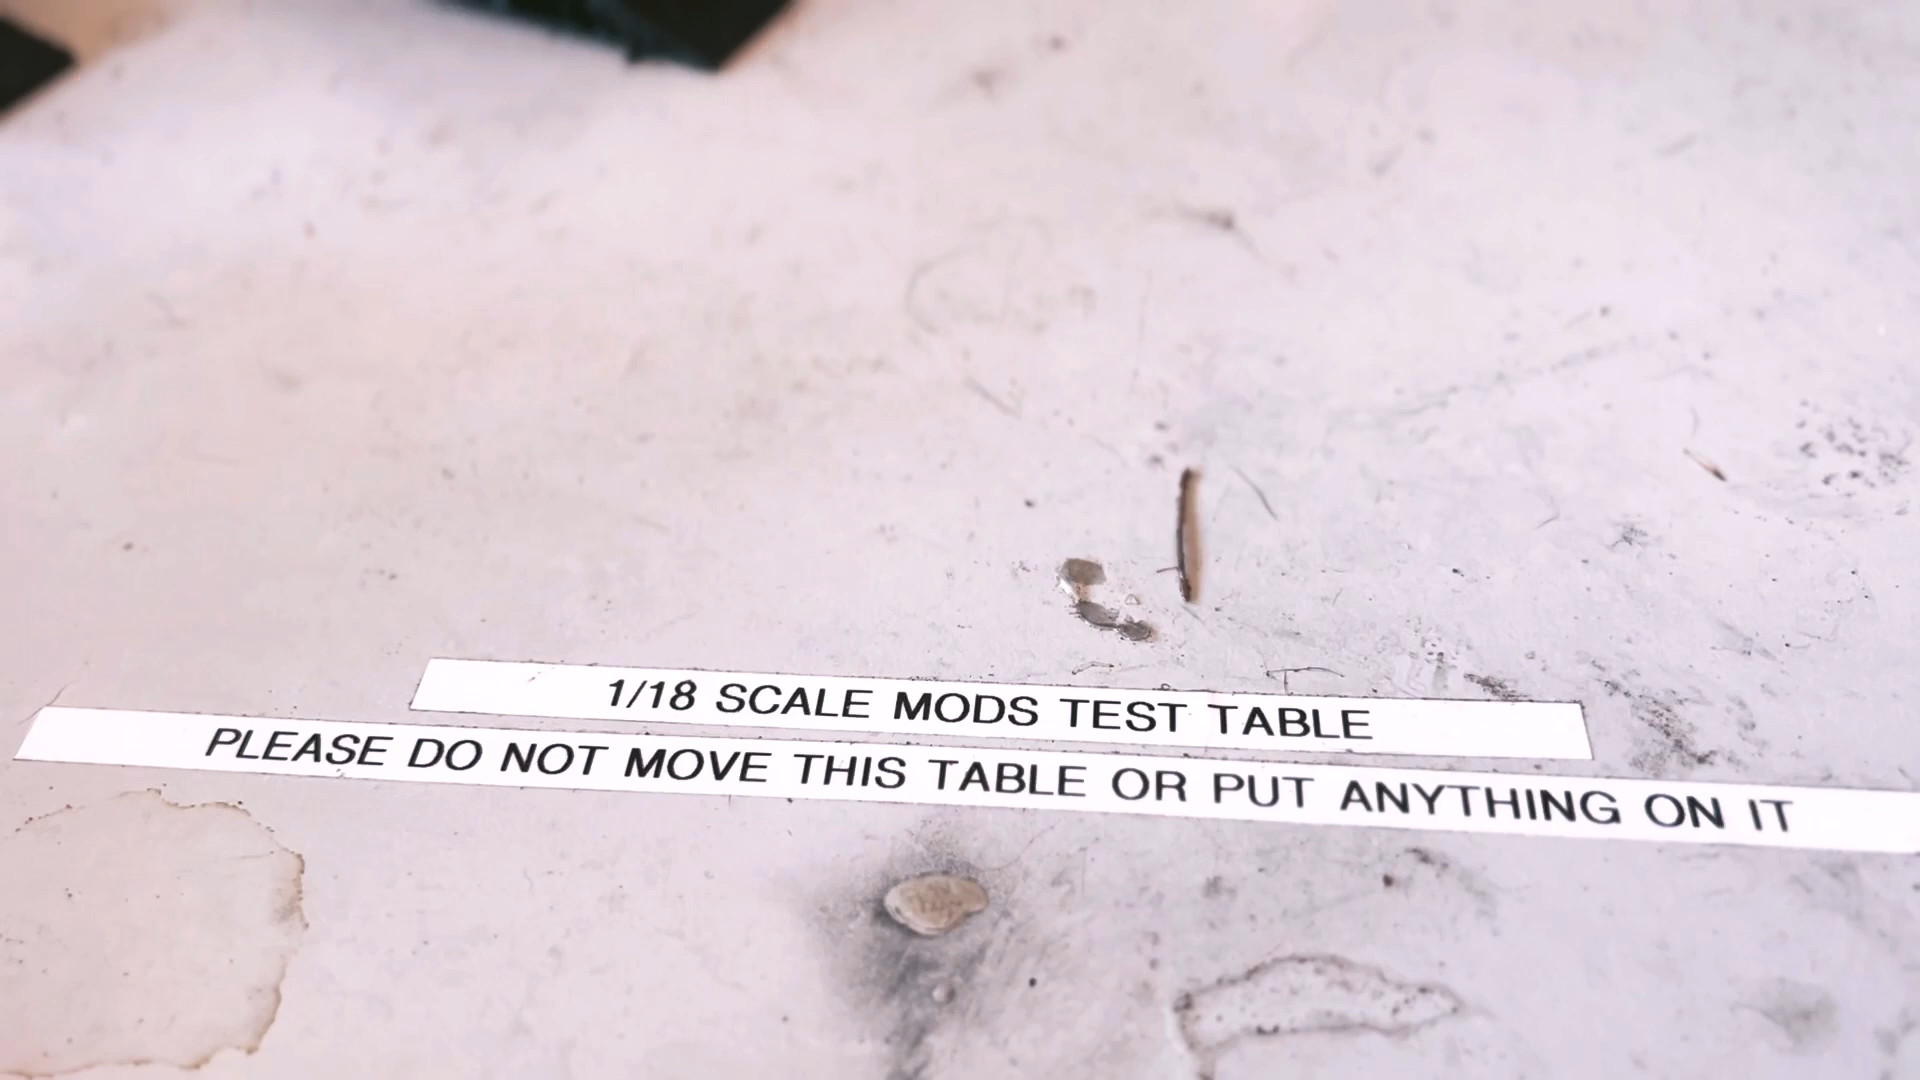 1/18 SCALE MODS TEST TABLE
PLEASE DO NOT MOVE THIS TABLE OR PUT ANYTHING ON IT